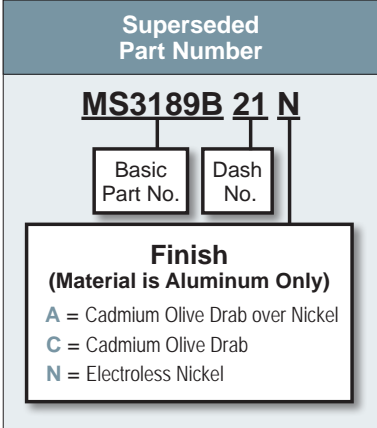 Superseded
Part Number
MS3189B 21 N
Basic Part No.
Dash No.
Finish
(Material is Aluminum Only)
A = Cadmium Olive Drab over Nickel
C = Cadmium Olive Drab
N = Electroless Nickel